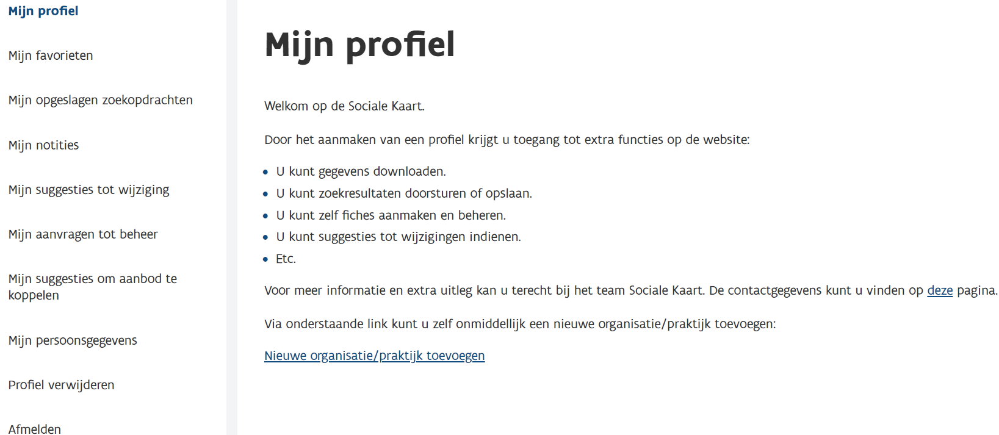 Mijn profiel
Mijn favorieten
Mijn opgeslagen zoekopdrachten
Mijn notities
Mijn suggesties tot wijziging
Mijn aanvragen tot beheer
Mijn suggesties om aanbod te
koppelen
Mijn persoonsgegevens
Profiel verwijderen
Afmelden
Mijn profiel
Welkom op de Sociale Kaart.
Door het aanmaken van een profiel krijgt u toegang tot extra functies op de website:
• U kunt gegevens downloaden.
• U kunt zoekresultaten doorsturen of opslaan.
• U kunt zelf fiches aanmaken en beheren.
• U kunt suggesties tot wijzigingen indienen.
• Etc.
Voor meer informatie en extra uitleg kan u terecht bij het team Sociale Kaart. De contactgegevens kunt u vinden op deze pagina.
Via onderstaande link kunt u zelf onmiddellijk een nieuwe organisatie/praktijk toevoegen:
Nieuwe organisatie/praktijk toevoegen